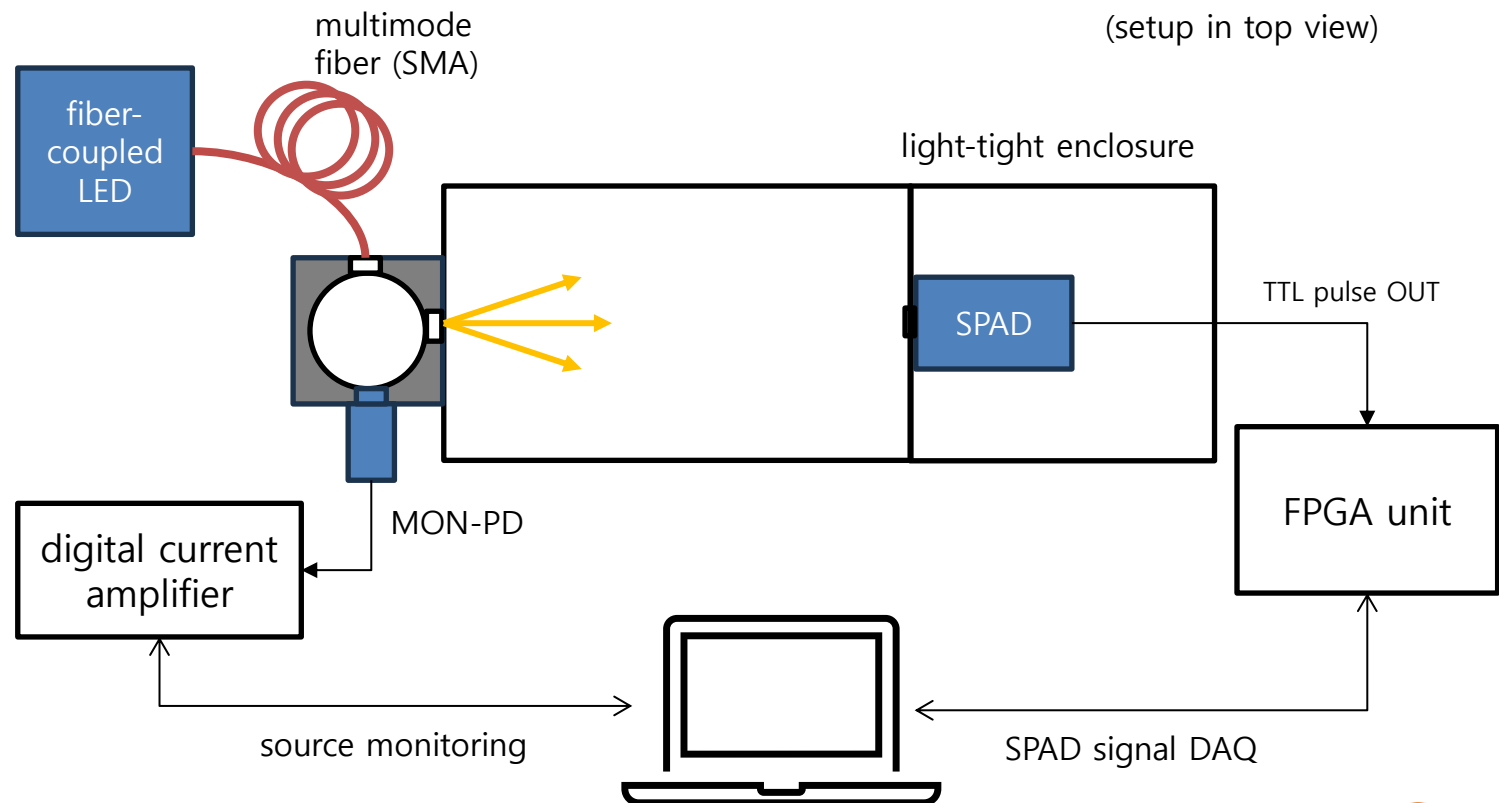 multimode
fiber (SMA)
(setup in top view)
fiber-
coupled
LED
light-tight enclosure
SPAD
TTL pulse OUT
MON-PD
digital current
amplifier
FPGA unit
source monitoring
SPAD signal DAQ